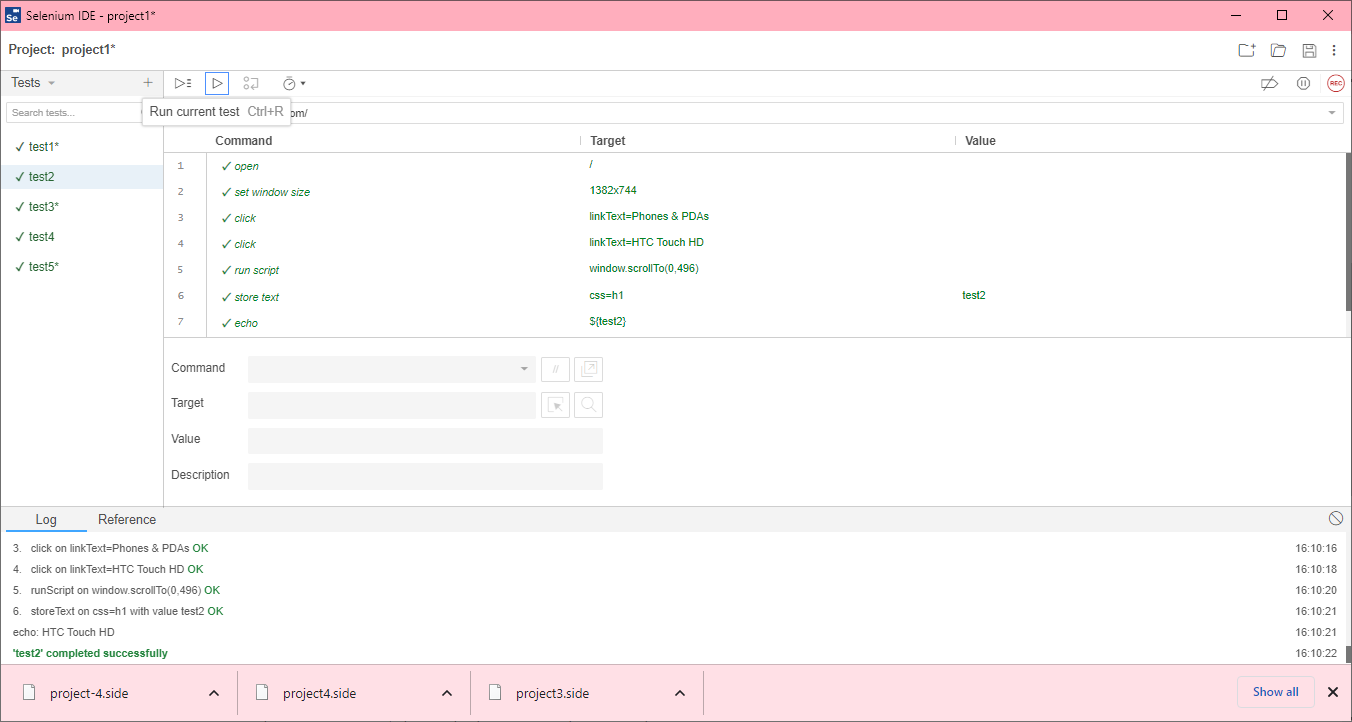 Se Selenium IDE - project1*
Project: project1*
Tests
REC
Search tests...
Run current test Ctrl+R
om/
Command Target Value
✓ test1*
✓ test2
✓ test3*
✓ test4
✓ test5*
1 ✓ open /
2 ✓ set window size 1382x744
3 ✓ click linkText=Phones & PDAs
4 ✓ click linkText=HTC Touch HD
5 ✓ run script window.scrollTo(0,496)
6 ✓ store text css=h1 test2
7 ✓ echo ${test2}
Command //
Target
Value
Description
Log Reference
3. click on linkText=Phones & PDAs OK 16:10:16
4. click on linkText=HTC Touch HD OK 16:10:18
5. runScript on window.scrollTo(0,496) OK 16:10:20
6. storeText on css=h1 with value test2 OK 16:10:21
echo: HTC Touch HD 16:10:21
'test2' completed successfully 16:10:22
project-4.side project4.side project3.side Show all